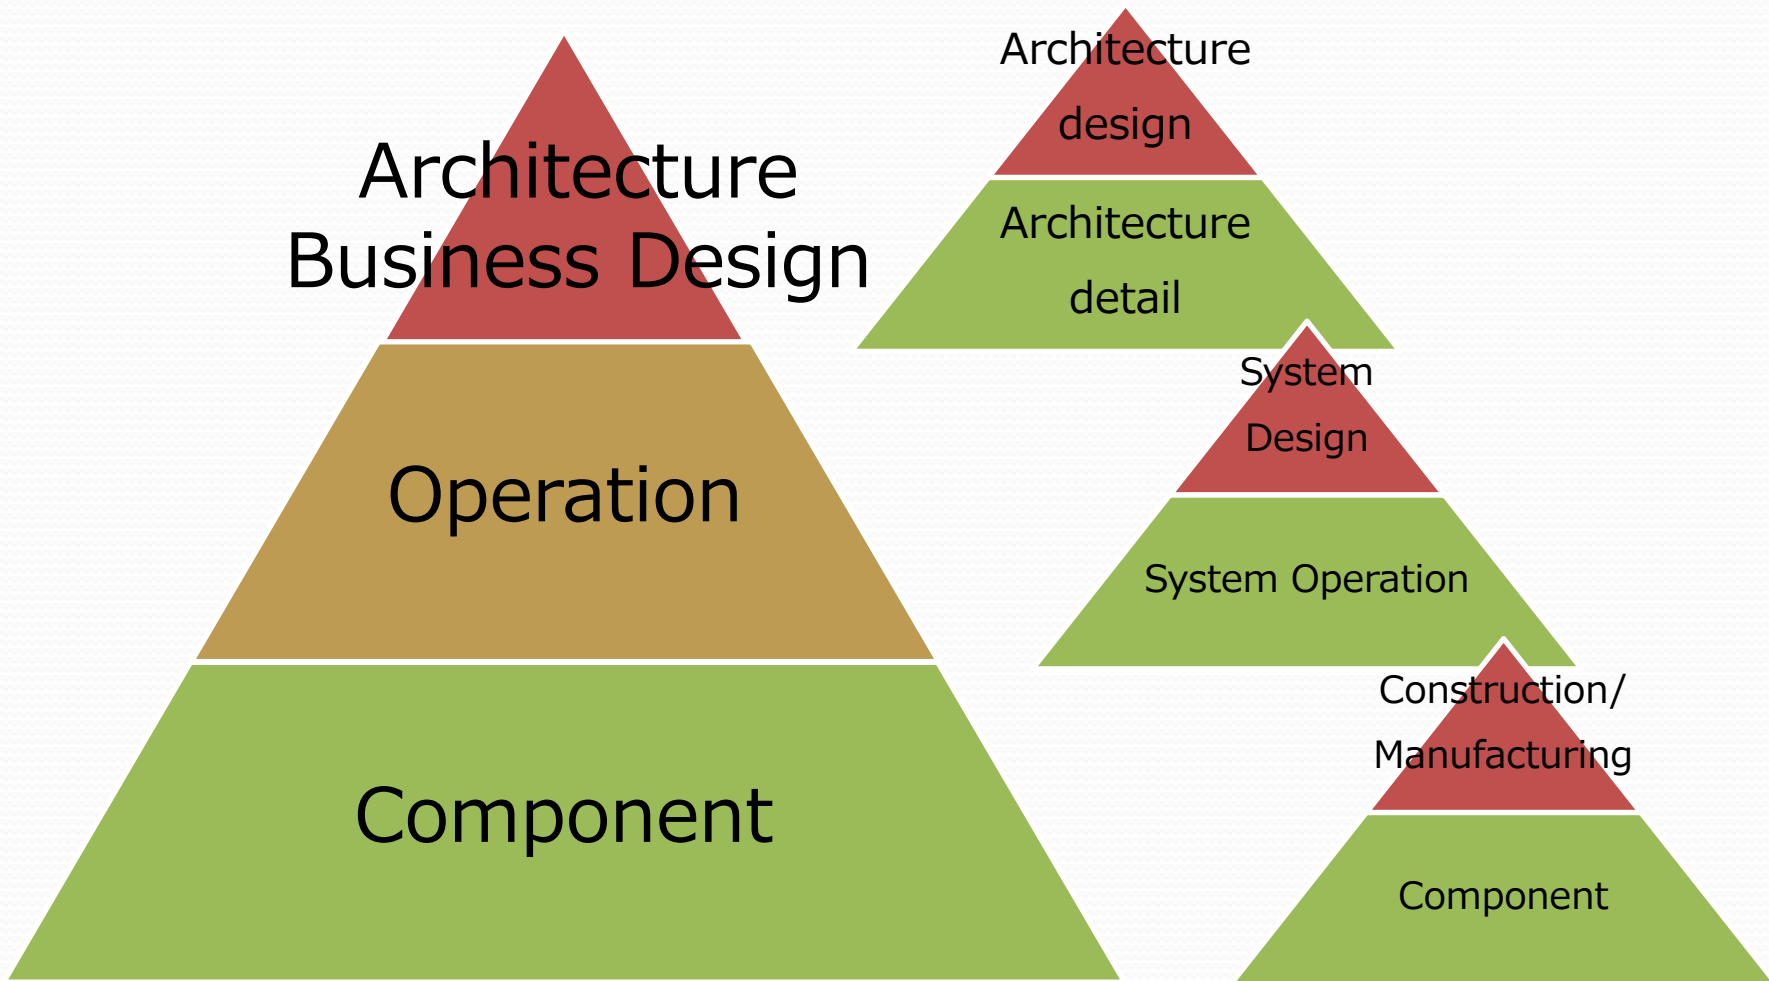 Architecture
Business Design
Operation
Component
Architecture
design
Architecture
detail
System
Design
System Operation
Construction/
Manufacturing
Component